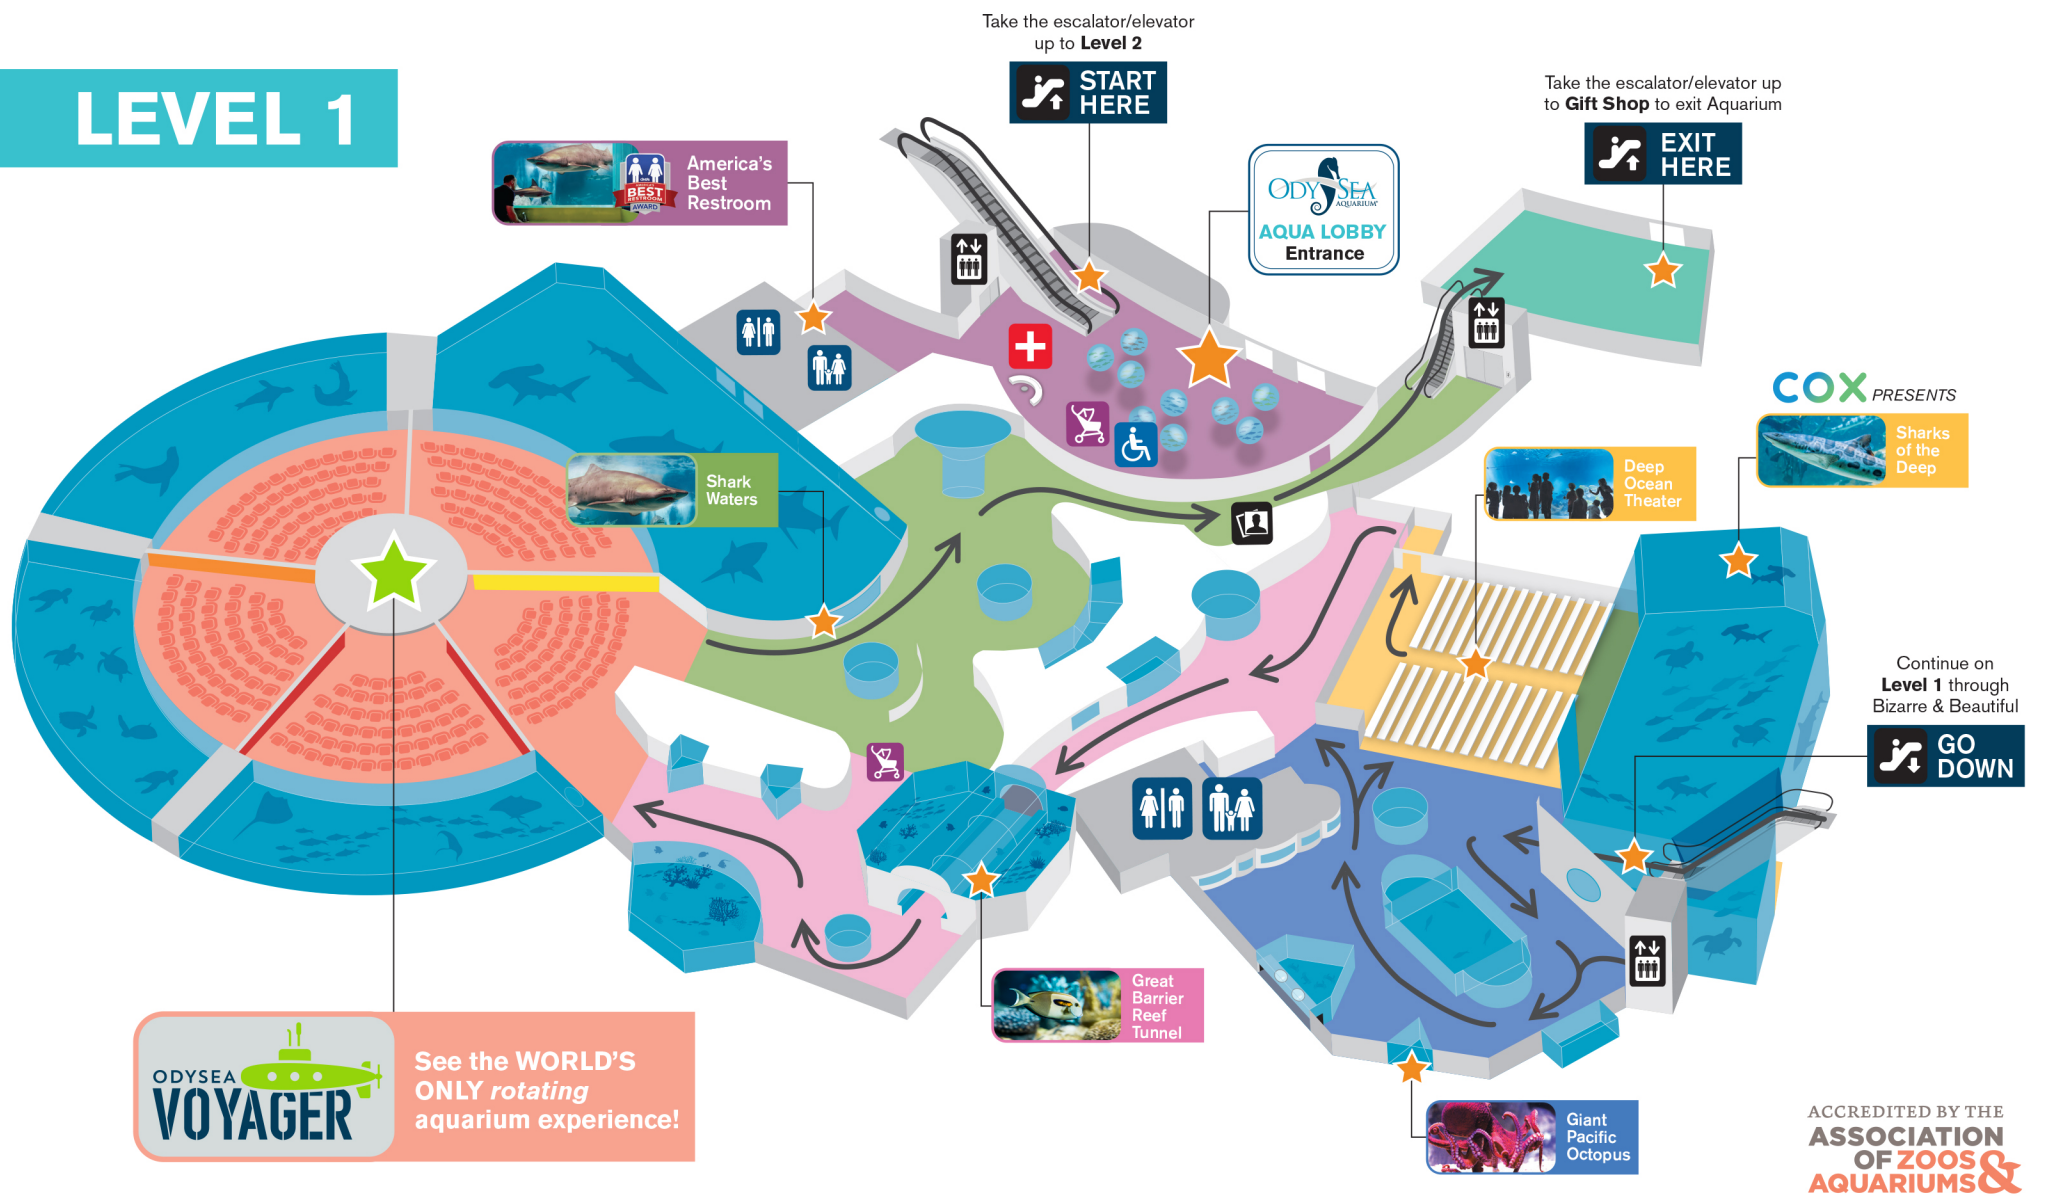 LEVEL 1
Take the escalator/elevator
up to Level 2
START
HERE
Take the escalator/elevator up
to Gift Shop to exit Aquarium
EXIT
HERE
BEST
RESTROOM
AWARD
America's
Best
Restroom
ODYSEA
AQUARIUM
AQUA LOBBY
Entrance
COX PRESENTS
Sharks
of the
Deep
Deep
Ocean
Theater
Shark
Waters
Continue on
Level 1 through
Bizarre & Beautiful
GO
DOWN
Great
Barrier
Reef
Tunnel
ODYSEA
VOYAGER
See the WORLD'S
ONLY rotating
aquarium experience!
Giant
Pacific
Octopus
ACCREDITED BY THE
ASSOCIATION
OF ZOOS &
AQUARIUMS